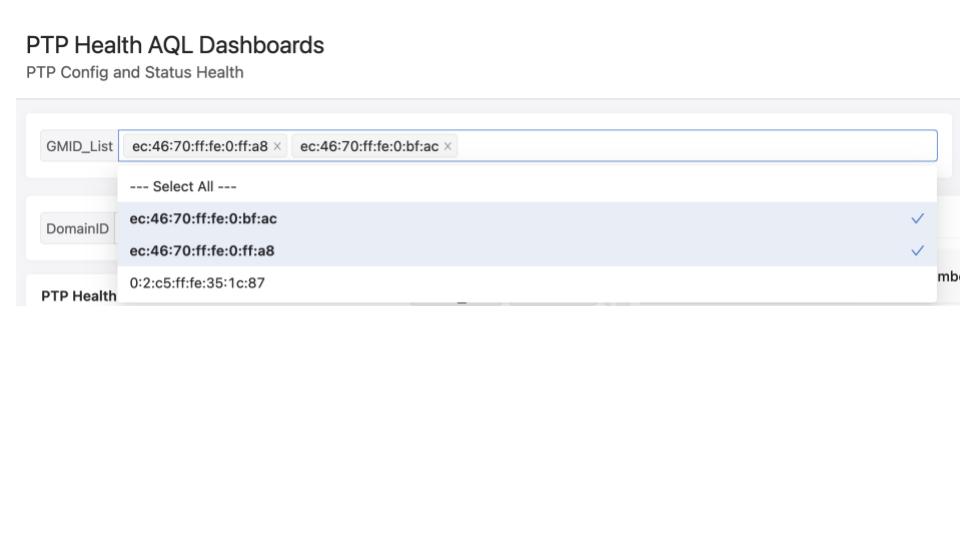 PTP Health AQL Dashboards
PTP Config and Status Health
GMID_List ec:46:70:ff:fe:0:ff:a8 × ec:46:70:ff:fe:0:bf:ac ×
--- Select All ---
ec:46:70:ff:fe:0:bf:ac
DomainID
ec:46:70:ff:fe:0:ff:a8
0:2:c5:ff:fe:35:1c:87
PTP Health